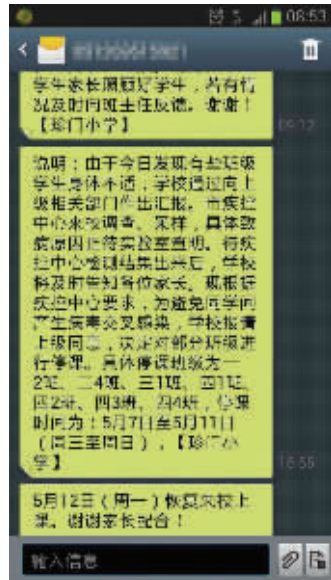 08:53
学生家长照顾好学生，若有情
况及时向班主任反馈。谢谢！
【珍门小学】
09:12
说明：由于今日发现有些班级
学生身体不适，学校通过向上
级相关部门作出汇报。市疾控
中心来校调查、采样，具体致
病原因正待实验室查明。待疾
控中心检测结果出来后，学校
将及时告知各位家长。现根据
疾控中心要求，为避免同学间
产生病毒交叉感染，学校报请
上级同意，决定对部分班级进
行停课。具体停课班级为一
2班、二4班、三1班、四1班、
四2班、四3班、四4班，停课
时间为：5月7日至5月11日
（周三至周日），【珍门小
学】
16:55
5月12日（周一）恢复来校上
课。谢谢家长配合！
输入信息